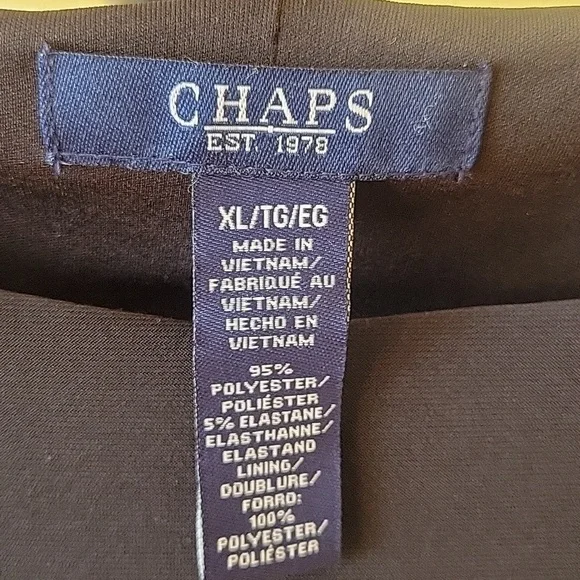 CHAPS
EST. 1978
XL/TG/EG
MADE IN
VIETNAM/
FABRIQUÉ AU
VIETNAM/
HECHO EN
VIETNAM
95%
POLYESTER/
POLIÉSTER
5% ELASTANE/
ELASTHANNE/
ELASTAND
LINING/
DOUBLURE/
FORRO:
100%
POLYESTER/
POLIÉSTER